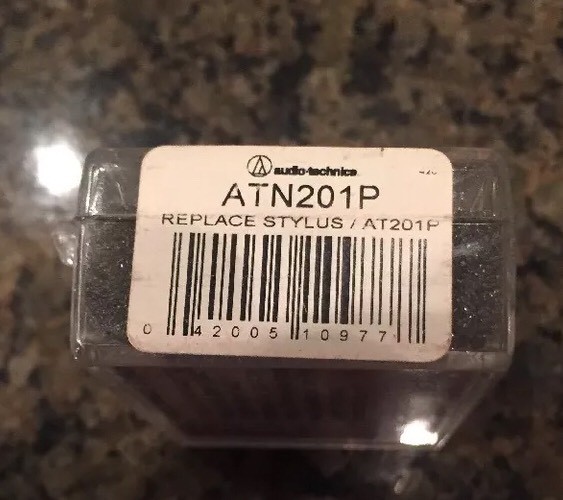 audio-technica
ATN201P
REPLACE STYLUS / AT201P
0 42005 10977